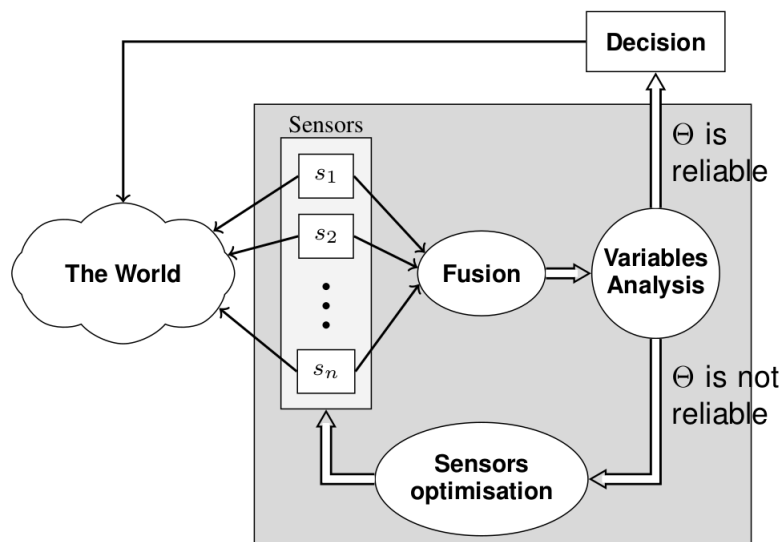 Decision
Sensors
Θ is
reliable
s₁
s₂
The World
Fusion
Variables
Analysis
sₙ
Θ is not
reliable
Sensors
optimisation